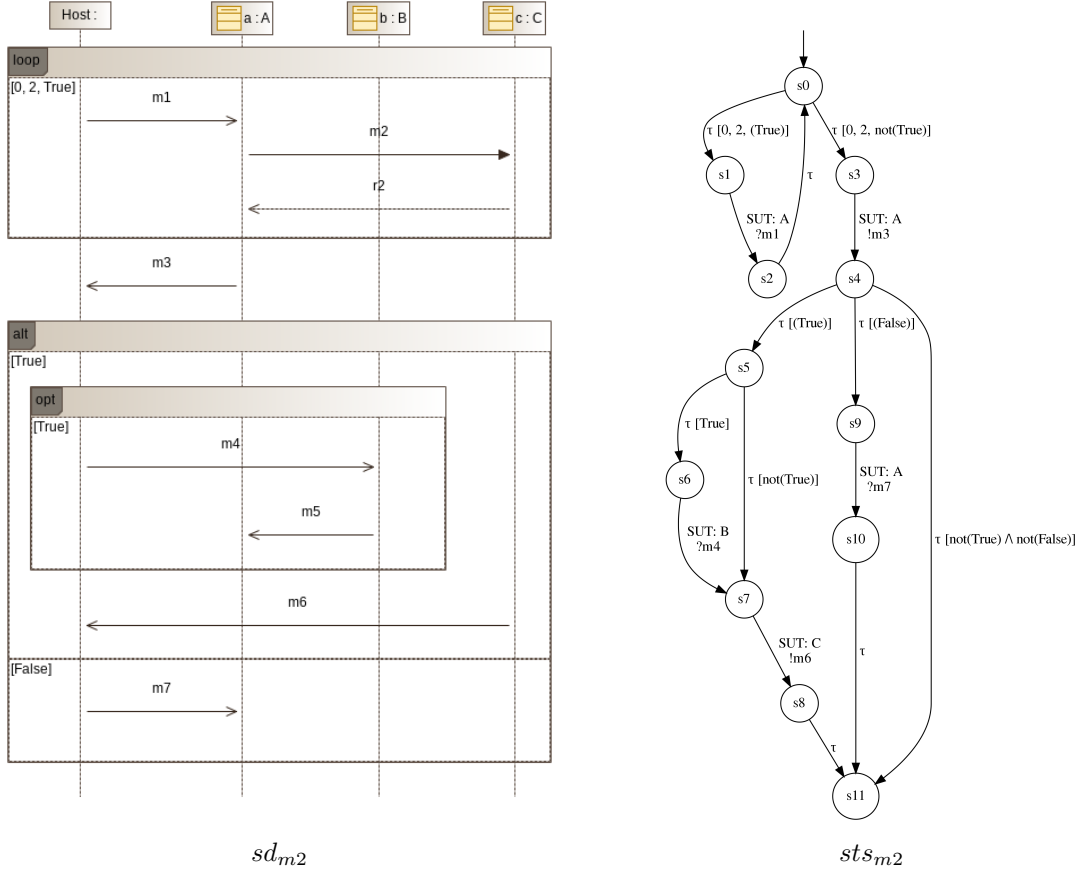 Host :
a : A
b : B
c : C
loop
[0, 2, True]
m1
m2
r2
m3
alt
[True]
opt
[True]
m4
m5
m6
[False]
m7
sd_m2
s0
τ [0, 2, (True)]
τ [0, 2, not(True)]
s1
τ
s3
SUT: A
?m1
SUT: A
!m3
s2
s4
τ [(True)]
τ [(False)]
s5
τ [True]
s9
s6
τ [not(True)]
SUT: A
?m7
SUT: B
?m4
s10
τ [not(True) /\ not(False)]
s7
SUT: C
!m6
τ
s8
τ
s11
sts_m2